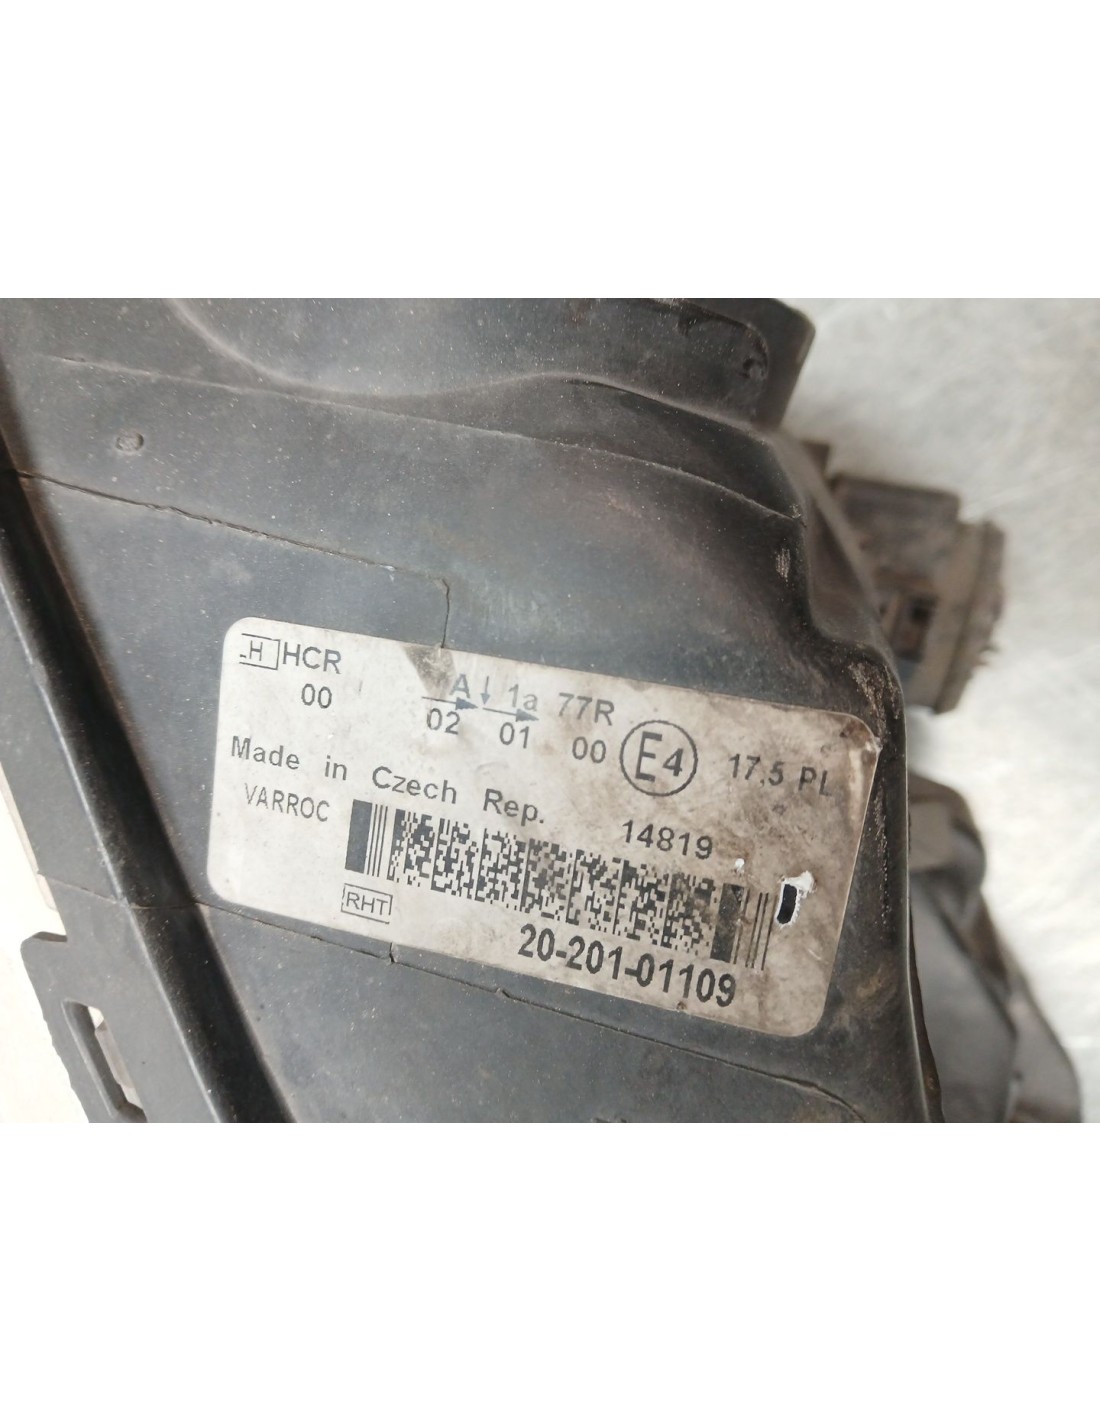 H HCR A 1a 77R
00 02 01 00 E4 17.5 PL
Made in Czech Rep. 14819
VARROC
RHT
20-201-01109